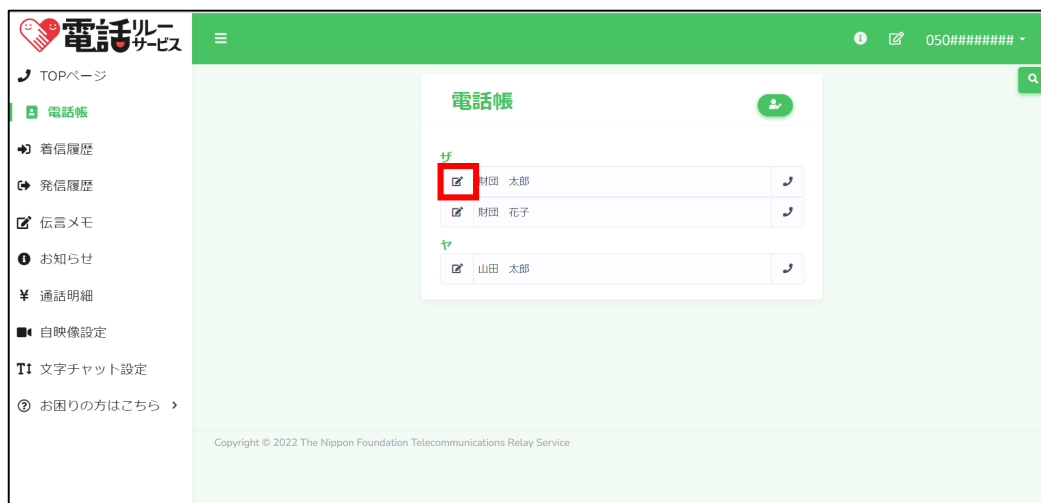 電話リレーサービス
050########
TOPページ
電話帳
着信履歴
発信履歴
伝言メモ
お知らせ
¥ 通話明細
自映像設定
文字チャット設定
お困りの方はこちら
電話帳
ザ
財団 太郎
財団 花子
ヤ
山田 太郎
Copyright © 2022 The Nippon Foundation Telecommunications Relay Service